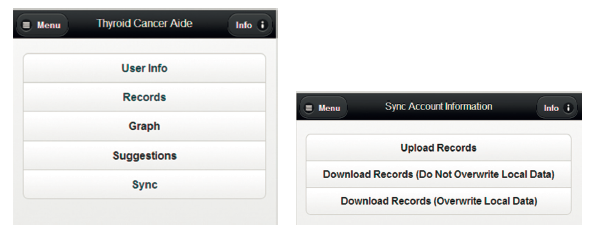 Menu Thyroid Cancer Aide Info
User Info
Records
Graph
Suggestions
Sync
Menu Sync Account Information Info
Upload Records
Download Records (Do Not Overwrite Local Data)
Download Records (Overwrite Local Data)